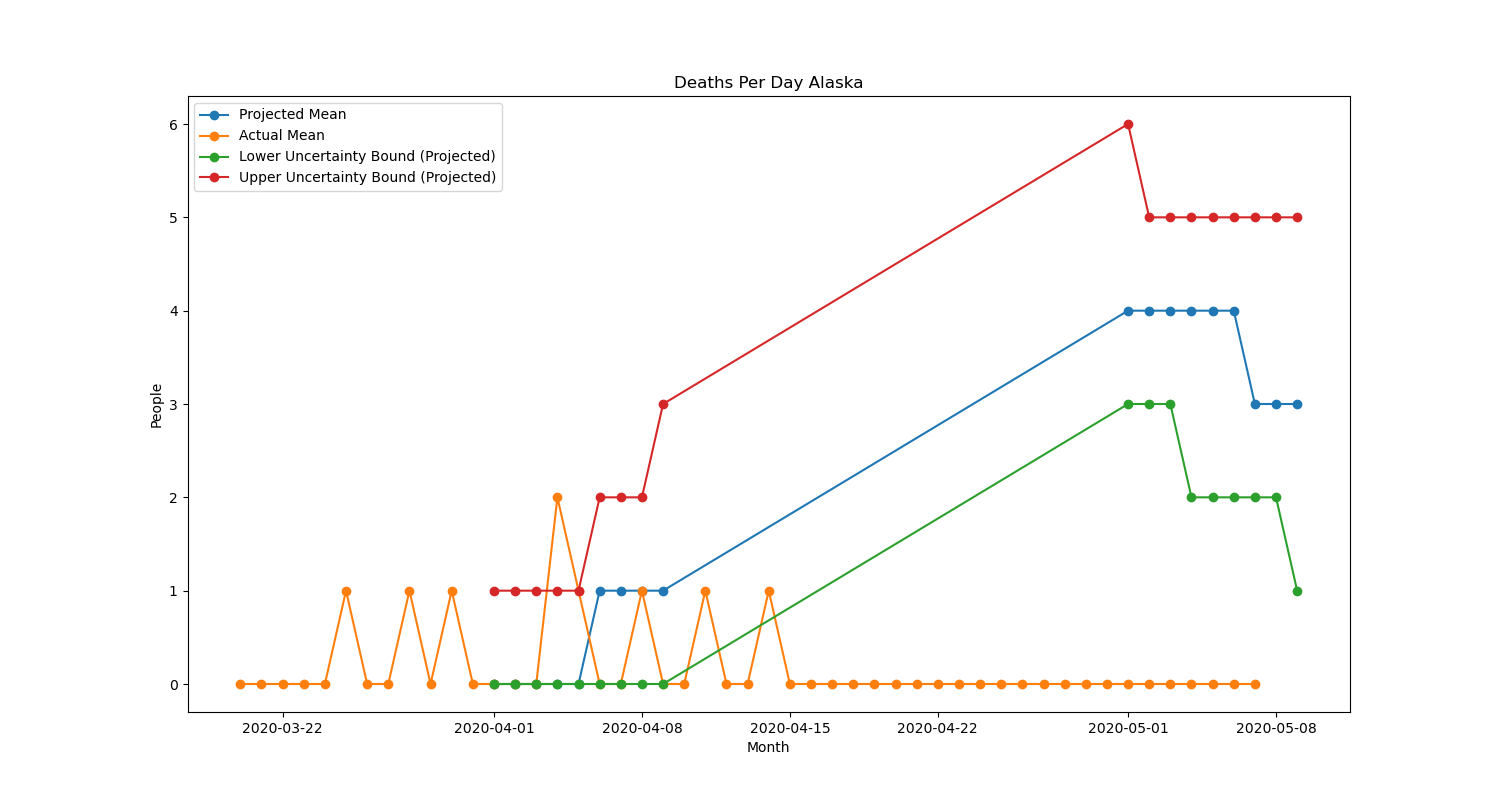 Deaths Per Day Alaska
Projected Mean
Actual Mean
Lower Uncertainty Bound (Projected)
Upper Uncertainty Bound (Projected)
6
5
4
3
2
1
0
People
2020-03-22 2020-04-01 2020-04-08 2020-04-15 2020-04-22 2020-05-01 2020-05-08
Month